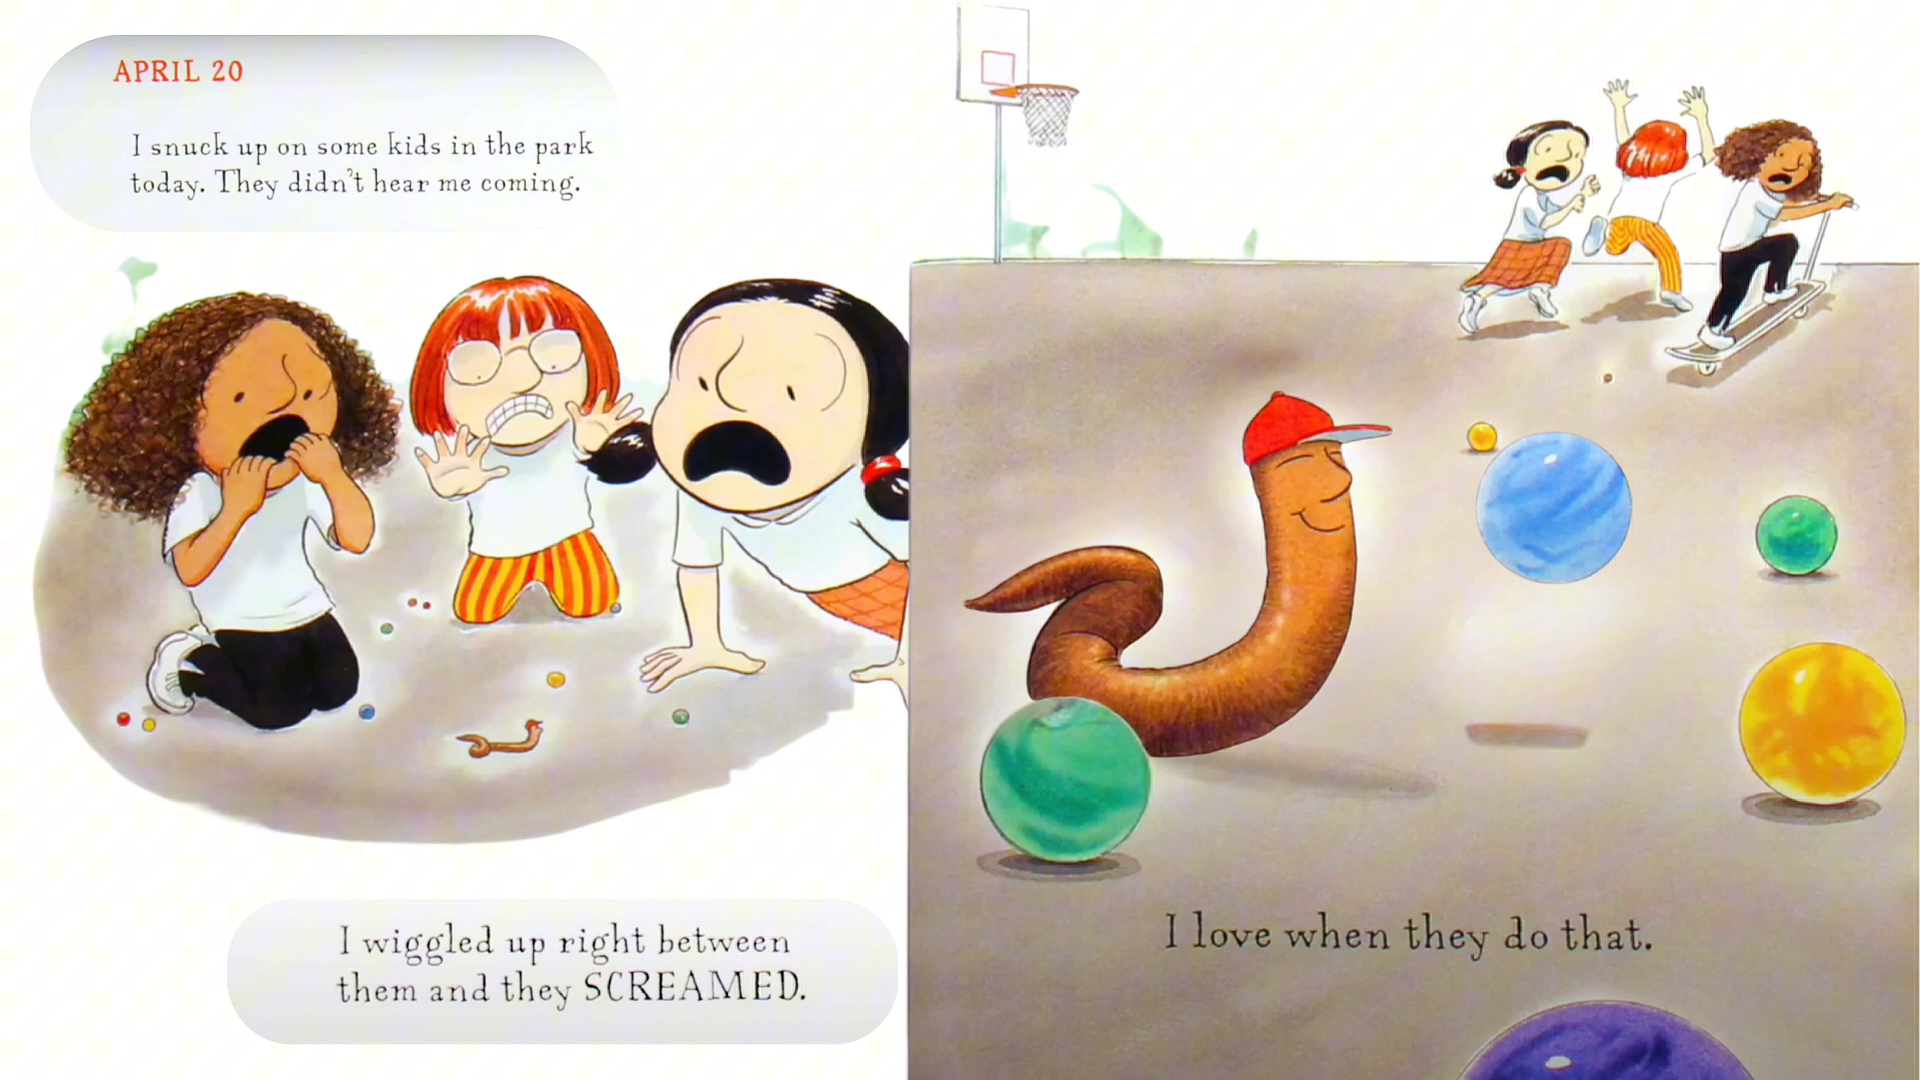 APRIL 20
I snuck up on some kids in the park
today. They didn't hear me coming.
I wiggled up right between
them and they SCREAMED.
I love when they do that.